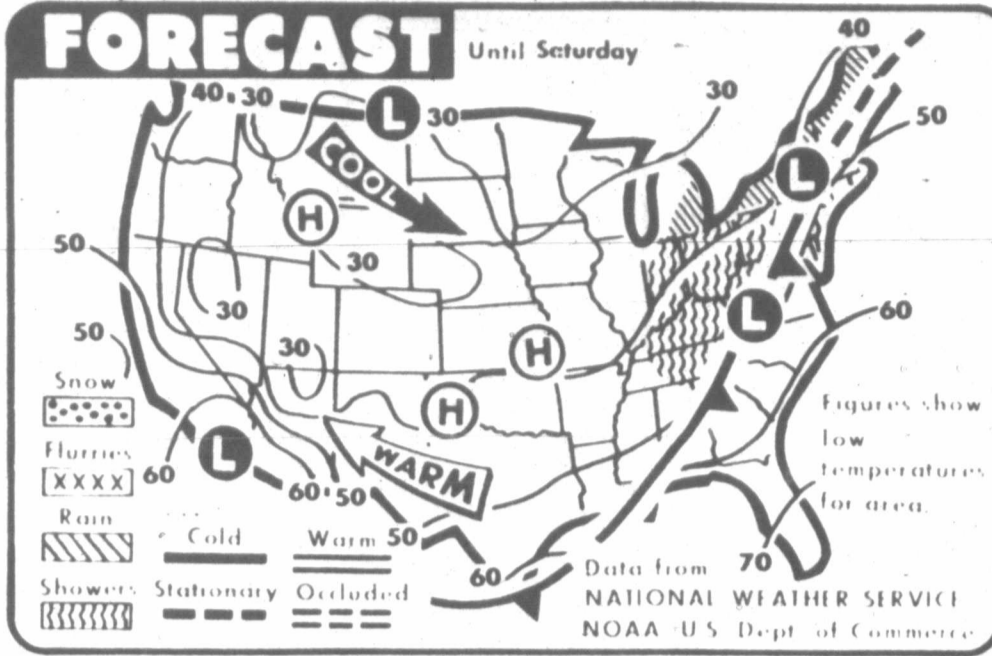 FORECAST Until Saturday
40 30 L 30 30 40
COOL
L
50
H
50 30
30
L
60
50 30 H
Snow
H
Figures show
low
temperatures
for area.
Flurries
XXXX
60 L WARM
60 50
Rain
Cold Warm 50
60 70
Showers Stationary Occluded
Data from
NATIONAL WEATHER SERVICE
NOAA U S Dept of Commerce